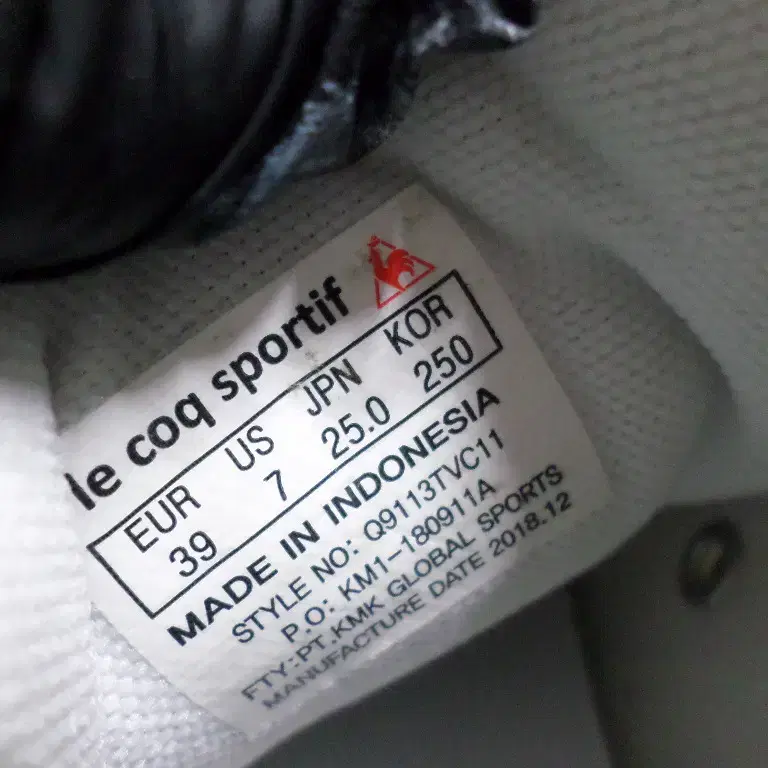 le coq sportif
EUR US JPN KOR
39 7 25.0 250
MADE IN INDONESIA
STYLE NO: Q9113TVC11
P.O: KM1-180911A
FTY:PT.KMK GLOBAL SPORTS
MANUFACTURE DATE 2018.12